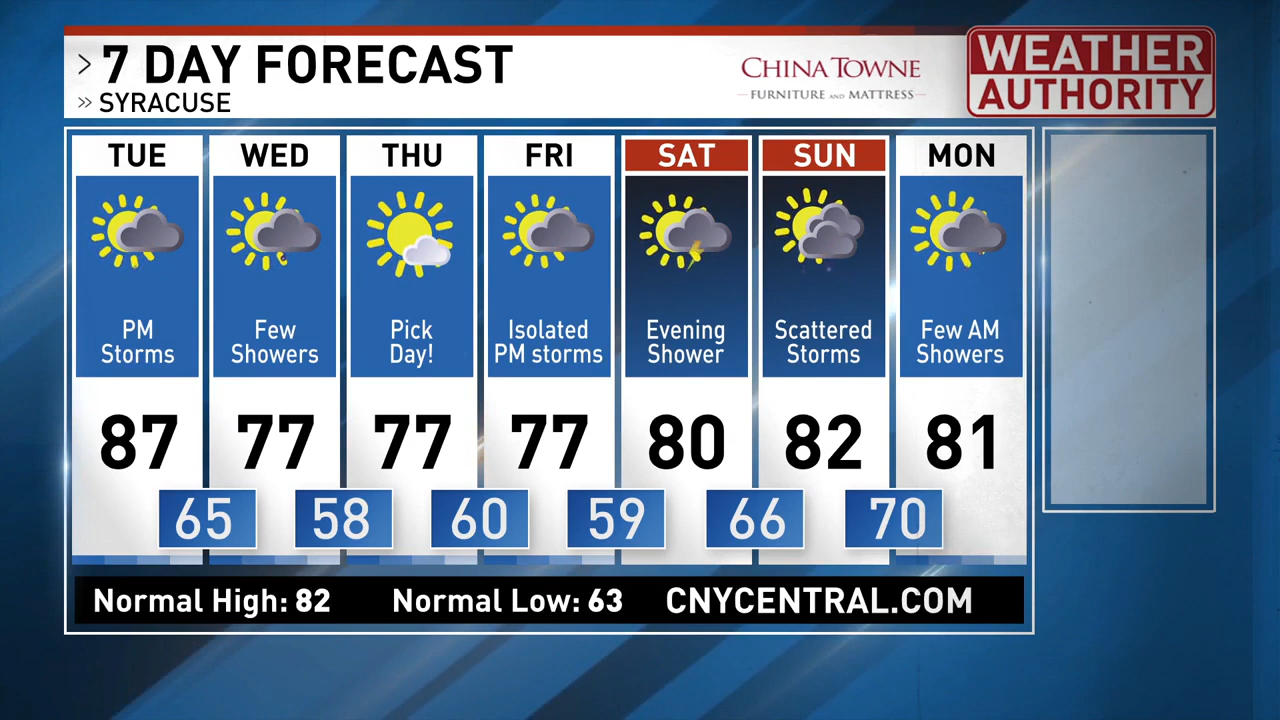 > 7 DAY FORECAST
» SYRACUSE
CHINA TOWNE
FURNITURE AND MATTRESS
WEATHER
AUTHORITY
TUE WED THU FRI SAT SUN MON
PM Few Pick Isolated Evening Scattered Few AM
Storms Showers Day! PM storms Shower Storms Showers
87 77 77 77 80 82 81
65 58 60 59 66 70
Normal High: 82 Normal Low: 63 CNYCENTRAL.COM